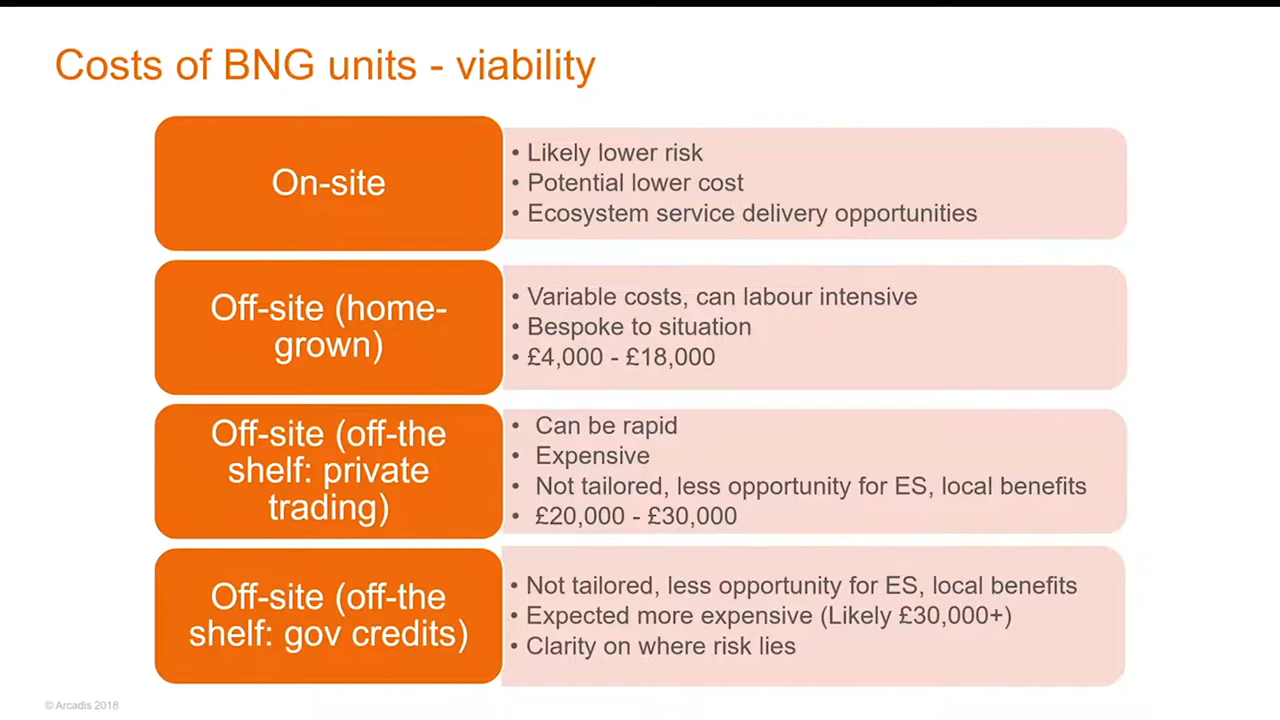 Costs of BNG units - viability
On-site
• Likely lower risk
• Potential lower cost
• Ecosystem service delivery opportunities
Off-site (home-
grown)
• Variable costs, can labour intensive
• Bespoke to situation
• £4,000 - £18,000
Off-site (off-the
shelf: private
trading)
• Can be rapid
• Expensive
• Not tailored, less opportunity for ES, local benefits
• £20,000 - £30,000
Off-site (off-the
shelf: gov credits)
• Not tailored, less opportunity for ES, local benefits
• Expected more expensive (Likely £30,000+)
• Clarity on where risk lies
© Arcadis 2018